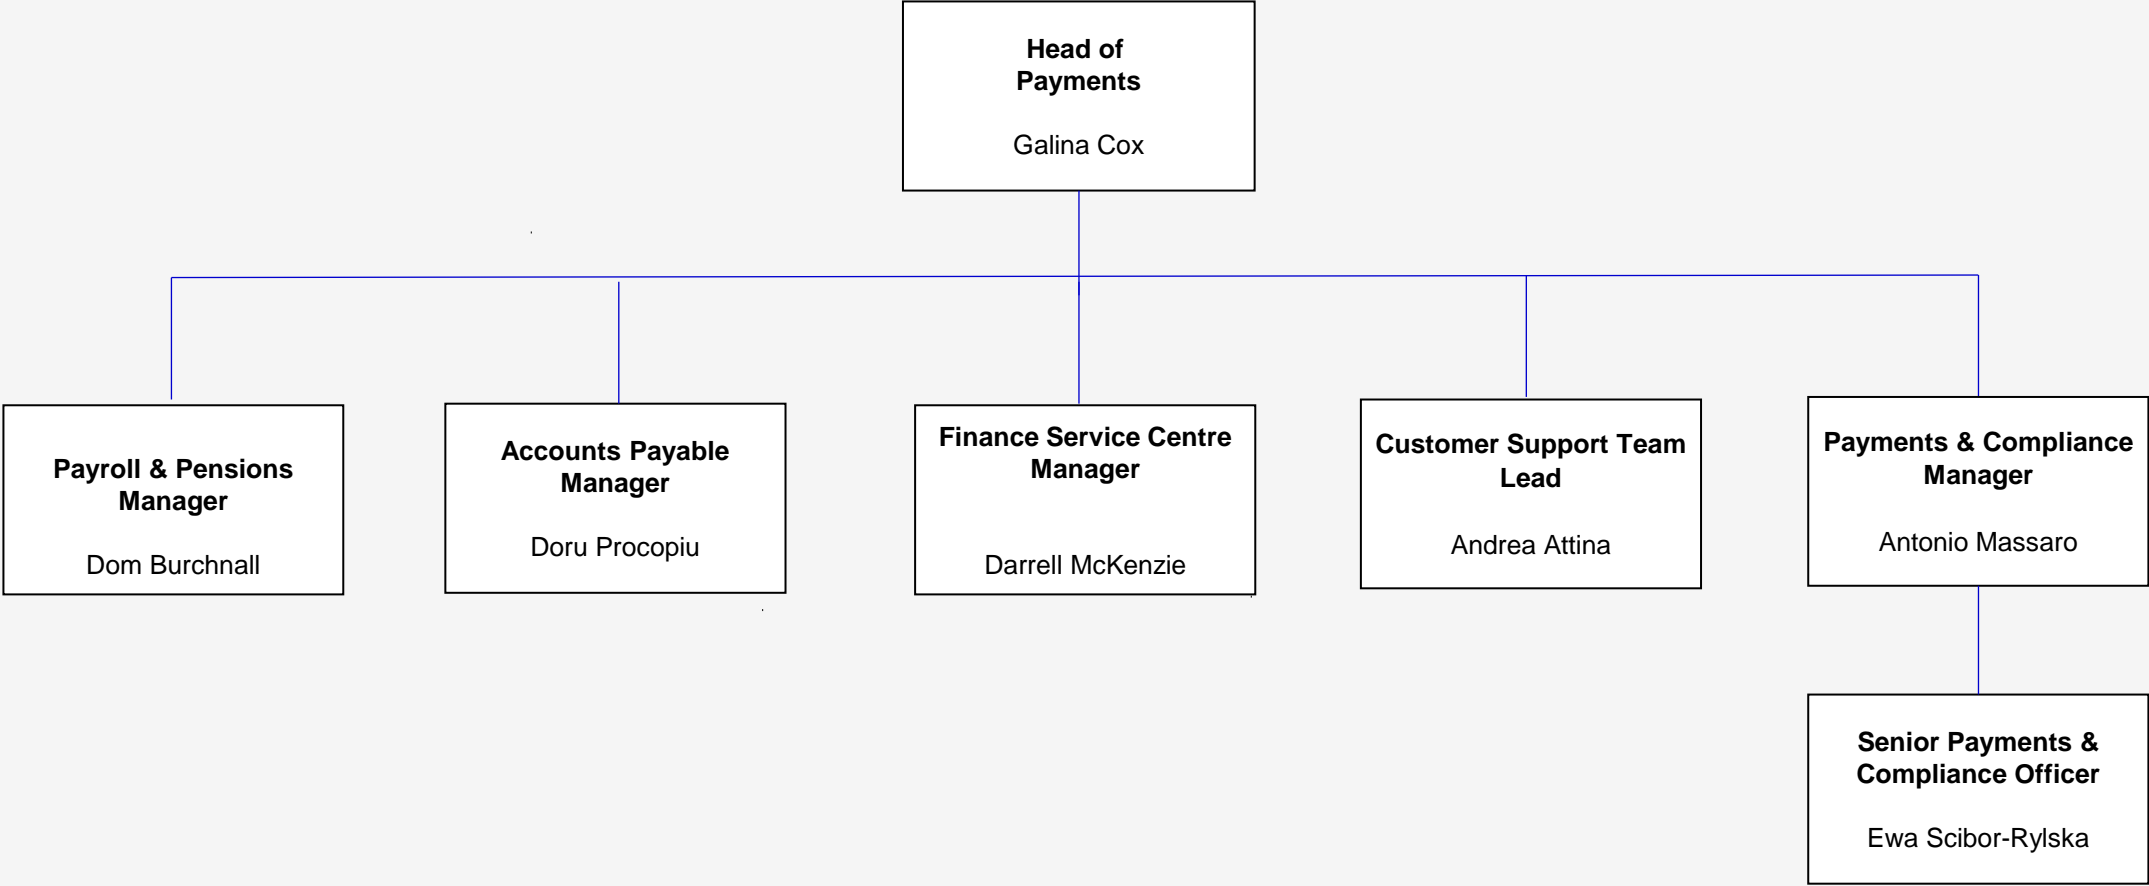 Head of
Payments
Galina Cox
Payroll & Pensions
Manager
Dom Burchnall
Accounts Payable
Manager
Doru Procopiu
Finance Service Centre
Manager
Darrell McKenzie
Customer Support Team
Lead
Andrea Attina
Payments & Compliance
Manager
Antonio Massaro
Senior Payments &
Compliance Officer
Ewa Scibor-Rylska